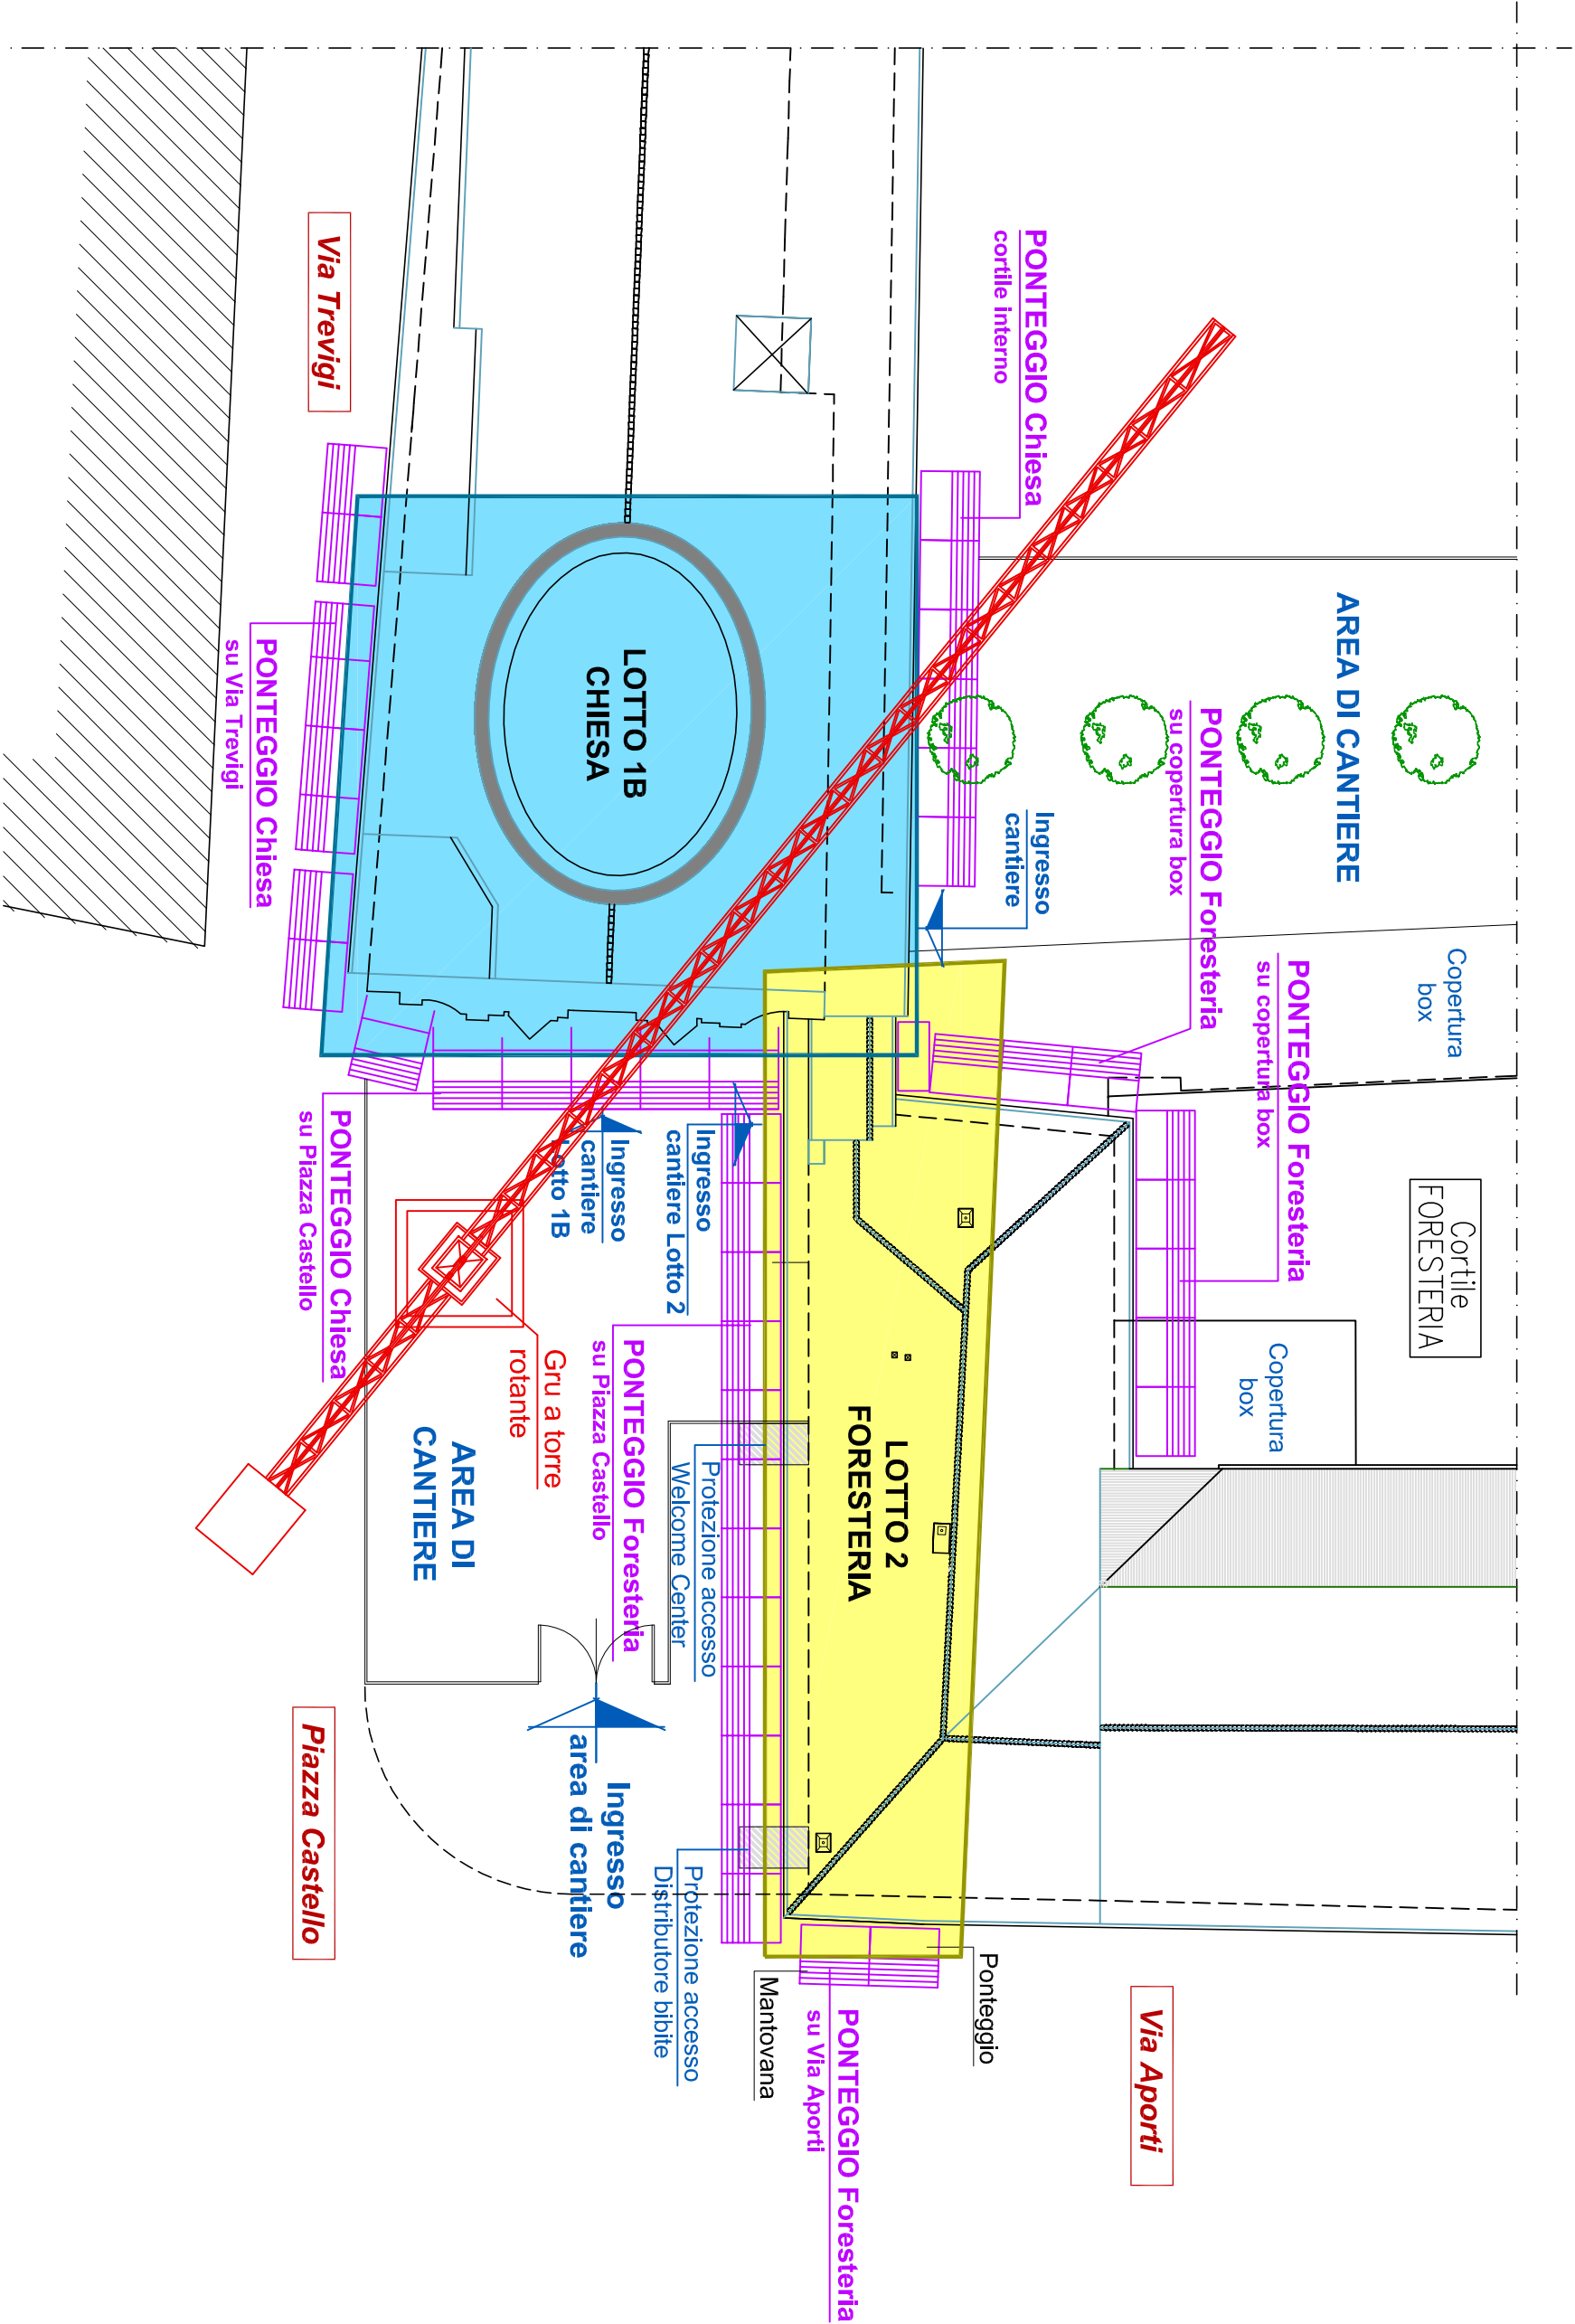 Via Trevigi
PONTEGGIO Chiesa
cortile interno
AREA DI CANTIERE
PONTEGGIO Chiesa
su Via Trevigi
LOTTO 1B
CHIESA
Ingresso
cantiere
PONTEGGIO Foresteria
su copertura box
PONTEGGIO Foresteria
su copertura box
Copertura
box
Cortile
FORESTERIA
Copertura
box
PONTEGGIO Chiesa
su Piazza Castello
Ingresso
cantiere
Lotto 1B
Ingresso
cantiere Lotto 2
Gru a torre
rotante
PONTEGGIO Foresteria
su Piazza Castello
LOTTO 2
FORESTERIA
AREA DI
CANTIERE
Protezione accesso
Welcome Center
Piazza Castello
Ingresso
area di cantiere
Protezione accesso
Distributore bibite
Mantovana
Ponteggio
PONTEGGIO Foresteria
su Via Aporti
Via Aporti